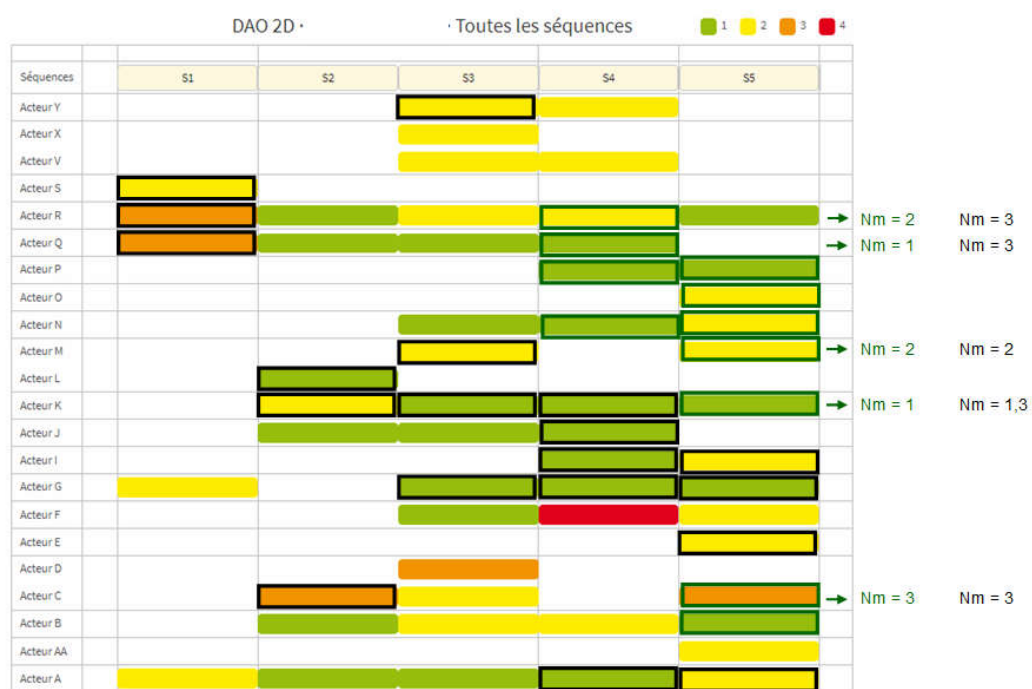 DAO 2D · · Toutes les séquences 1 2 3 4
Séquences S1 S2 S3 S4 S5
Acteur Y
Acteur X
Acteur V
Acteur S
Acteur R Nm = 2 Nm = 3
Acteur Q Nm = 1 Nm = 3
Acteur P
Acteur O
Acteur N
Acteur M Nm = 2 Nm = 2
Acteur L
Acteur K Nm = 1 Nm = 1,3
Acteur J
Acteur I
Acteur G
Acteur F
Acteur E
Acteur D
Acteur C Nm = 3 Nm = 3
Acteur B
Acteur AA
Acteur A